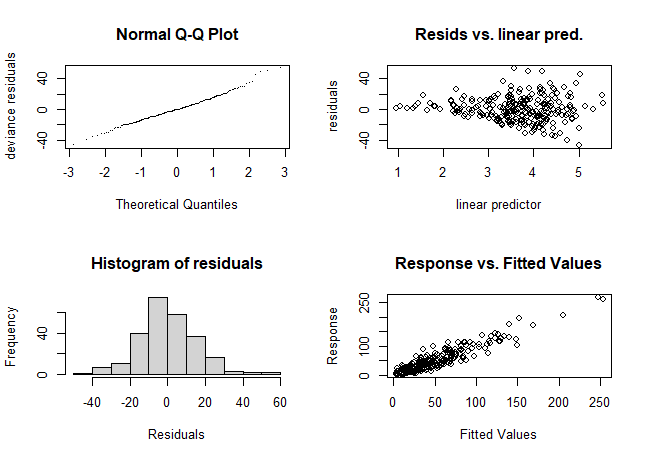 Normal Q-Q Plot
deviance residuals
-40 0 40
-3 -2 -1 0 1 2 3
Theoretical Quantiles
Resids vs. linear pred.
residuals
-40 0 40
1 2 3 4 5
linear predictor
Histogram of residuals
Frequency
0 40
-40 -20 0 20 40 60
Residuals
Response vs. Fitted Values
Response
0 100 250
0 50 100 150 200 250
Fitted Values